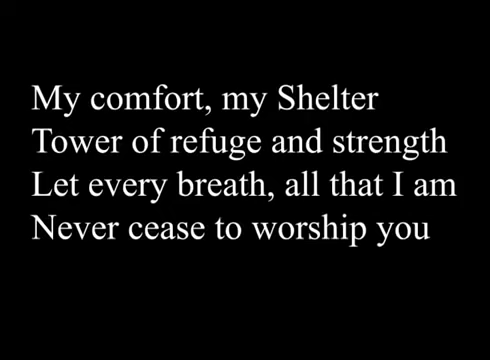 My comfort, my Shelter
Tower of refuge and strength
Let every breath, all that I am
Never cease to worship you